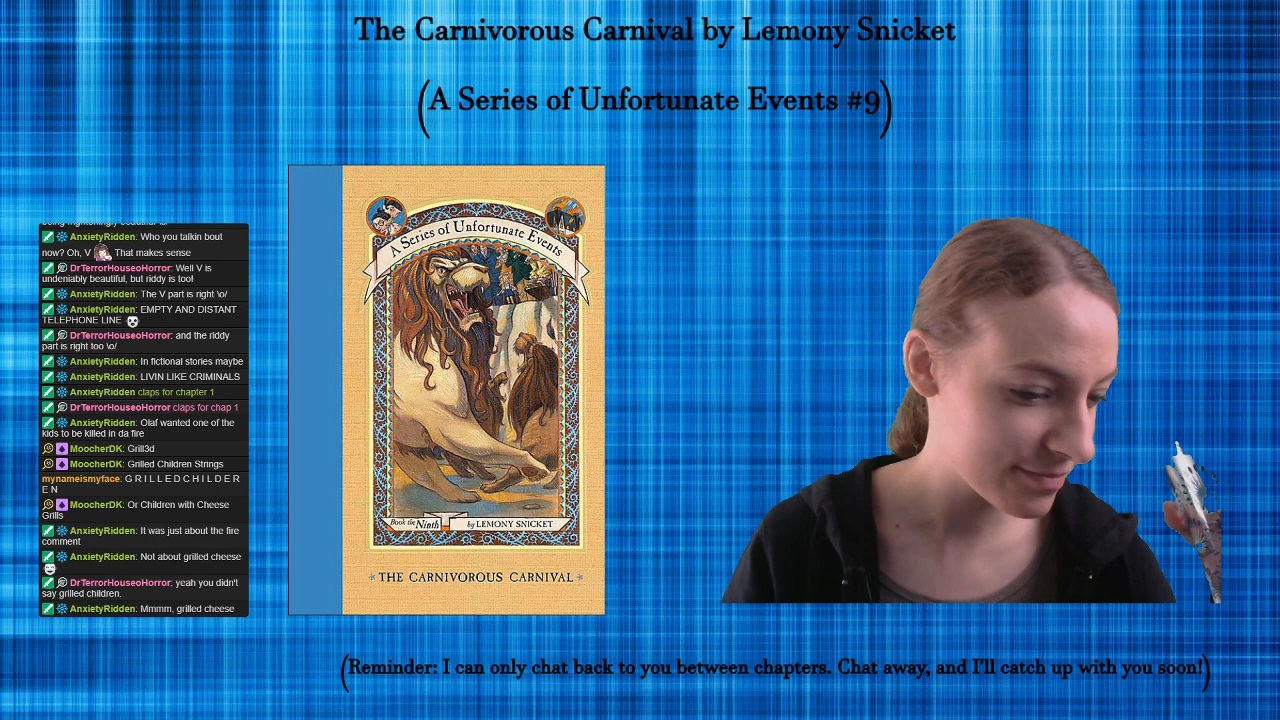 The Carnivorous Carnival by Lemony Snicket
(A Series of Unfortunate Events #9)
AnxietyRidden: Who you talkin bout
now? Oh, V That makes sense
DrTerrorHouseoHorror: Well V is
undeniably beautiful, but riddy is too!
AnxietyRidden: The V part is right \o/
AnxietyRidden: EMPTY AND DISTANT
TELEPHONE LINE
DrTerrorHouseoHorror: and the riddy
part is right too \o/
AnxietyRidden: In fictional stories maybe
AnxietyRidden: LIVIN LIKE CRIMINALS
AnxietyRidden claps for chapter 1
DrTerrorHouseoHorror claps for chap 1
AnxietyRidden: Olaf wanted one of the
kids to be killed in da fire
MoocherDK: Grill3d
MoocherDK: Grilled Children Strings
mynameismyface: G R I L L E D C H I L D E R
E N
MoocherDK: Or Children with Cheese
Grills
AnxietyRidden: It was just about the fire
comment
AnxietyRidden: Not about grilled cheese
DrTerrorHouseoHorror: yeah you didn't
say grilled children.
AnxietyRidden: Mmmm, grilled cheese
A Series of Unfortunate Events
Book the Ninth by LEMONY SNICKET
* THE CARNIVOROUS CARNIVAL *
(Reminder: I can only chat back to you between chapters. Chat away, and I'll catch up with you soon!)